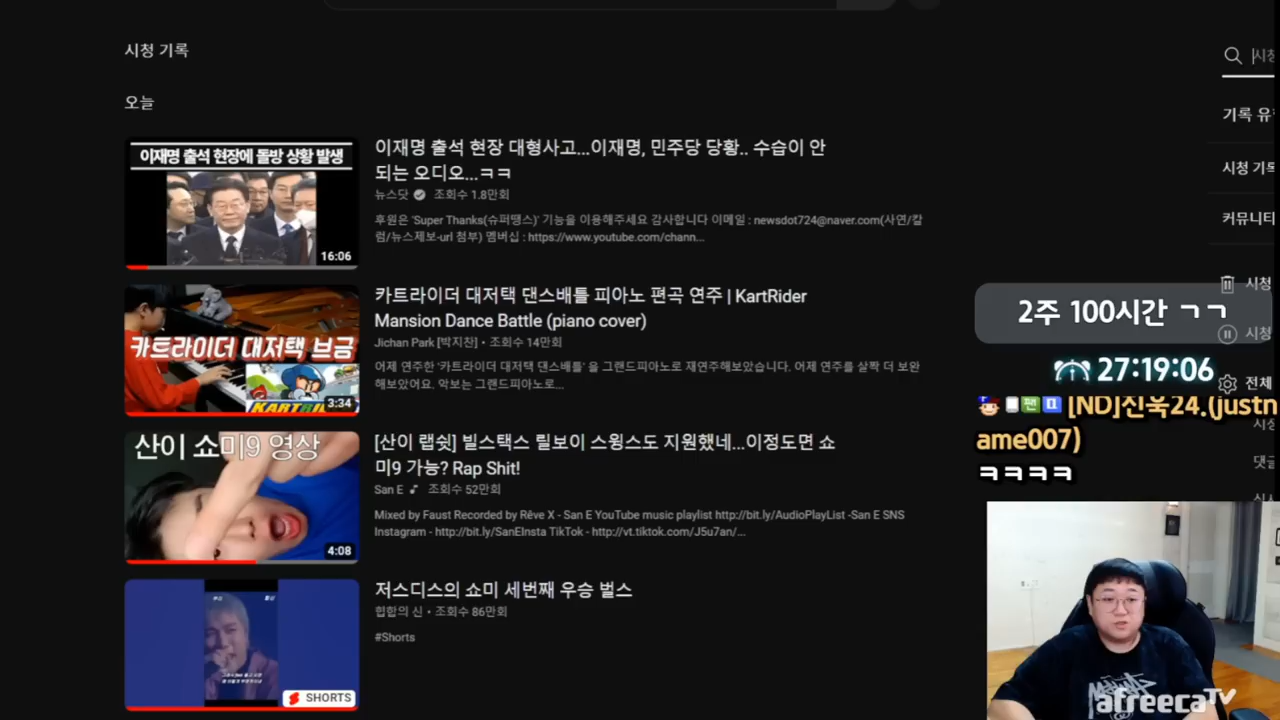 시청 기록
오늘
이재명 출석 현장에 돌방 상황 발생
16:06
이재명 출석 현장 대형사고...이재명, 민주당 당황.. 수습이 안
되는 오디오...ㅋㅋ
뉴스닷 조회수 1.8만회
후원은 'Super Thanks(슈퍼땡스)' 기능을 이용해주세요 감사합니다 이메일 : newsdot724@naver.com(사연/칼
럼/뉴스제보-url 첨부) 멤버십 : https://www.youtube.com/chann...
카트라이더 대저택 브금
3:34
카트라이더 대저택 댄스배틀 피아노 편곡 연주 | KartRider
Mansion Dance Battle (piano cover)
Jichan Park [박지찬] • 조회수 14만회
어제 연주한 '카트라이더 대저택 댄스배틀' 을 그랜드피아노로 재연주해보았습니다. 어제 연주를 살짝 더 보완
해보았어요. 악보는 그랜드피아노로...
산이 쇼미9 영상
4:08
[산이 랩쉿] 빌스택스 릴보이 스윙스도 지원했네...이정도면 쇼
미9 가능? Rap Shit!
San E 조회수 52만회
Mixed by Faust Recorded by Rêve X - San E YouTube music playlist http://bit.ly/AudioPlayList -San E SNS
Instagram - http://bit.ly/SanEInsta TikTok - http://vt.tiktok.com/J5u7an/...
SHORTS
저스디스의 쇼미 세번째 우승 벌스
힙합의 신 • 조회수 86만회
#Shorts
시청
기록 유
시청 기록
커뮤니티
시청
2주 100시간 ㄱㄱ
시청
27:19:06
전체
팬
[ND]진욱24.(justn
ame007)
ㅋㅋㅋㅋ
댓글
afreecaTV